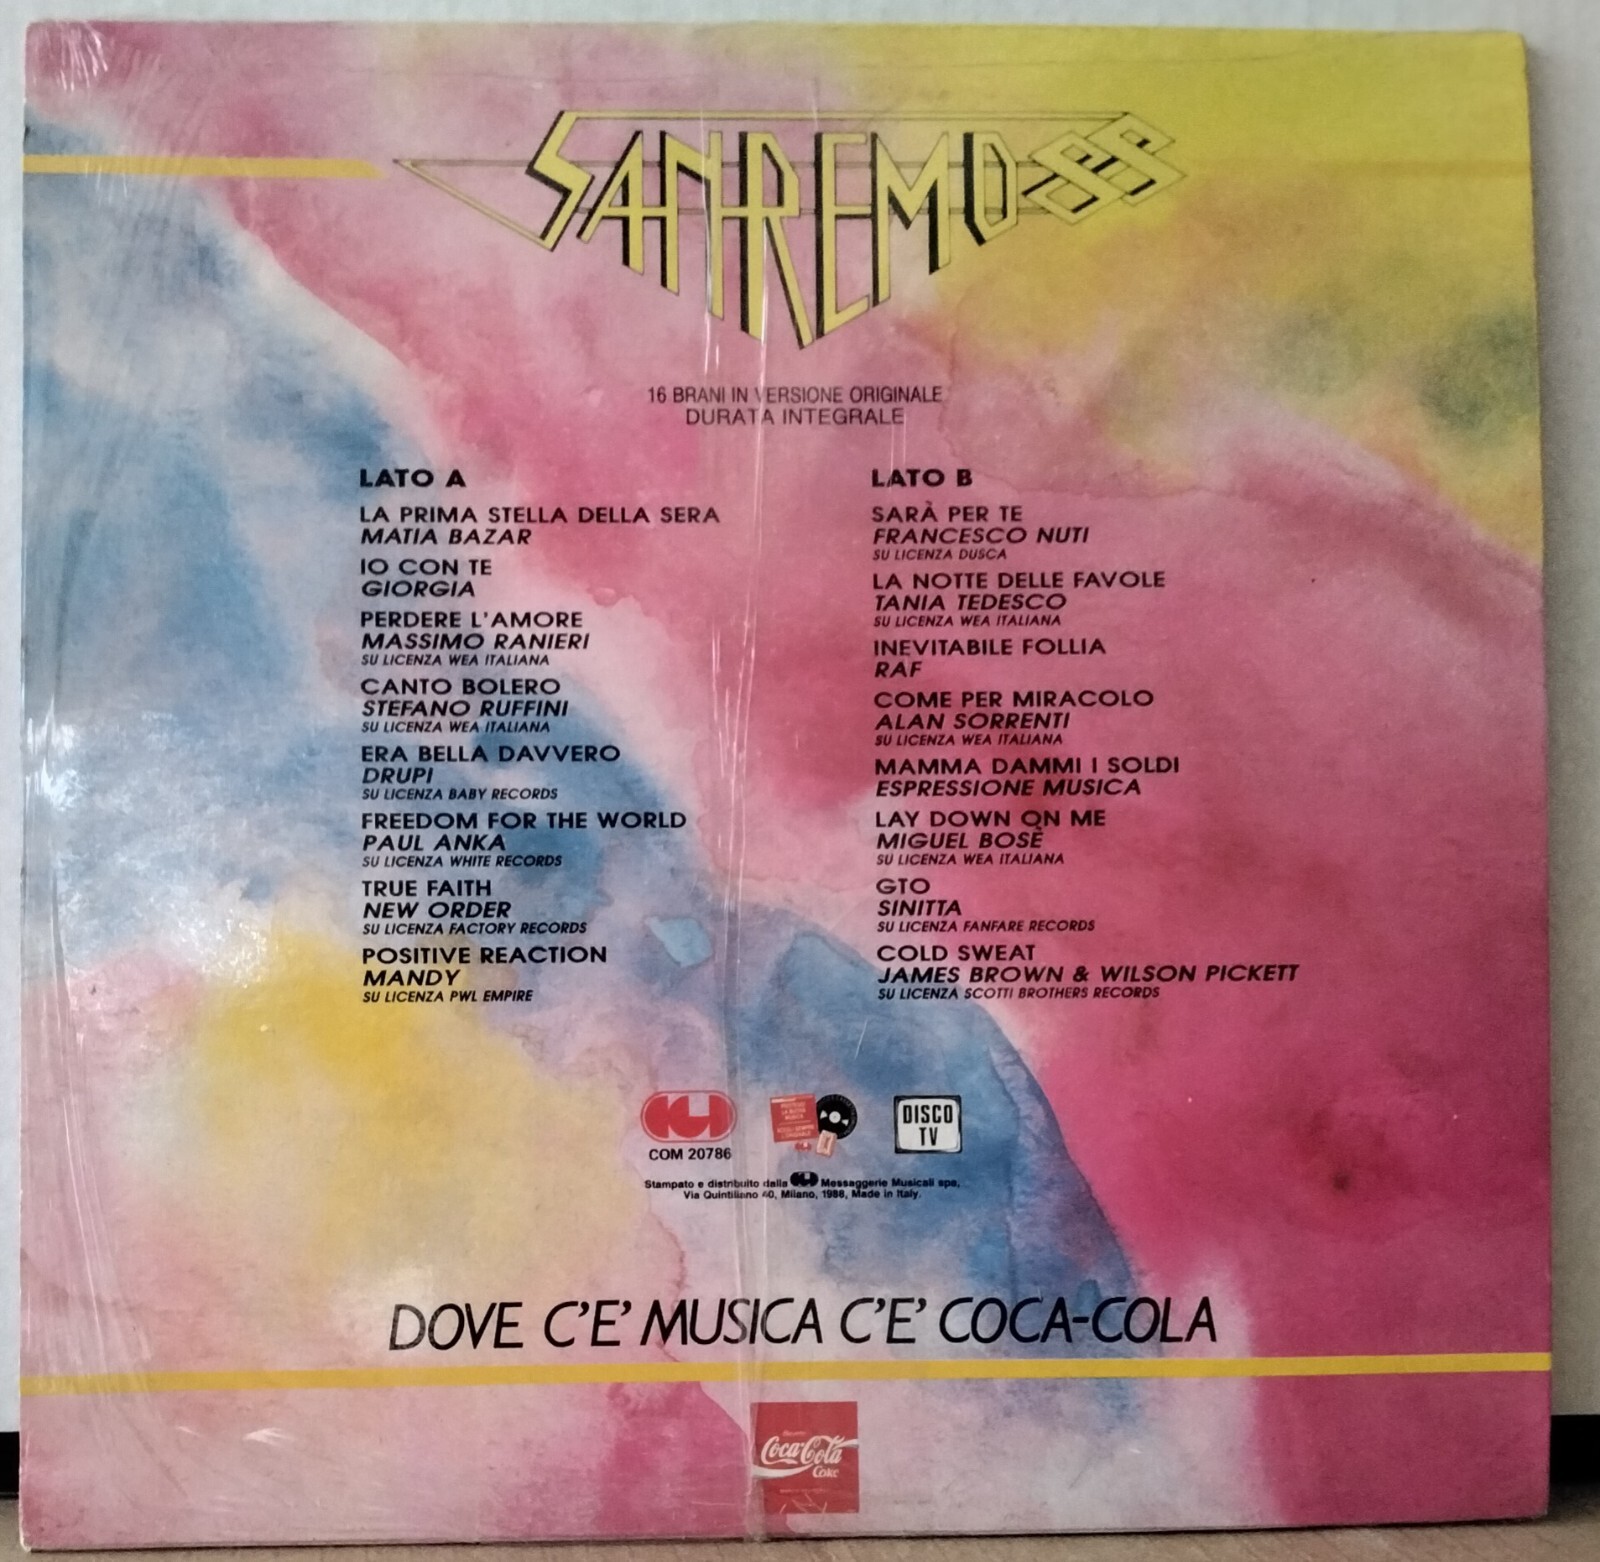 SANREMO 88
16 BRANI IN VERSIONE ORIGINALE
DURATA INTEGRALE
LATO A
LA PRIMA STELLA DELLA SERA
MATIA BAZAR
IO CON TE
GIORGIA
PERDERE L'AMORE
MASSIMO RANIERI
SU LICENZA WEA ITALIANA
CANTO BOLERO
STEFANO RUFFINI
SU LICENZA WEA ITALIANA
ERA BELLA DAVVERO
DRUPI
SU LICENZA BABY RECORDS
FREEDOM FOR THE WORLD
PAUL ANKA
SU LICENZA WHITE RECORDS
TRUE FAITH
NEW ORDER
SU LICENZA FACTORY RECORDS
POSITIVE REACTION
MANDY
SU LICENZA PWL EMPIRE
LATO B
SARÀ PER TE
FRANCESCO NUTI
SU LICENZA DUSCA
LA NOTTE DELLE FAVOLE
TANIA TEDESCO
SU LICENZA WEA ITALIANA
INEVITABILE FOLLIA
RAF
COME PER MIRACOLO
ALAN SORRENTI
SU LICENZA WEA ITALIANA
MAMMA DAMMI I SOLDI
ESPRESSIONE MUSICA
LAY DOWN ON ME
MIGUEL BOSÈ
SU LICENZA WEA ITALIANA
GTO
SINITTA
SU LICENZA FANFARE RECORDS
COLD SWEAT
JAMES BROWN & WILSON PICKETT
SU LICENZA SCOTTI BROTHERS RECORDS
CGD
COM 20786
DISCO
TV
Stampato e distribuito dalla CGD Messaggerie Musicali spa,
Via Quintiliano 40, Milano, 1988, Made in Italy.
DOVE C'E' MUSICA C'E' COCA-COLA
Coca-Cola
Coke